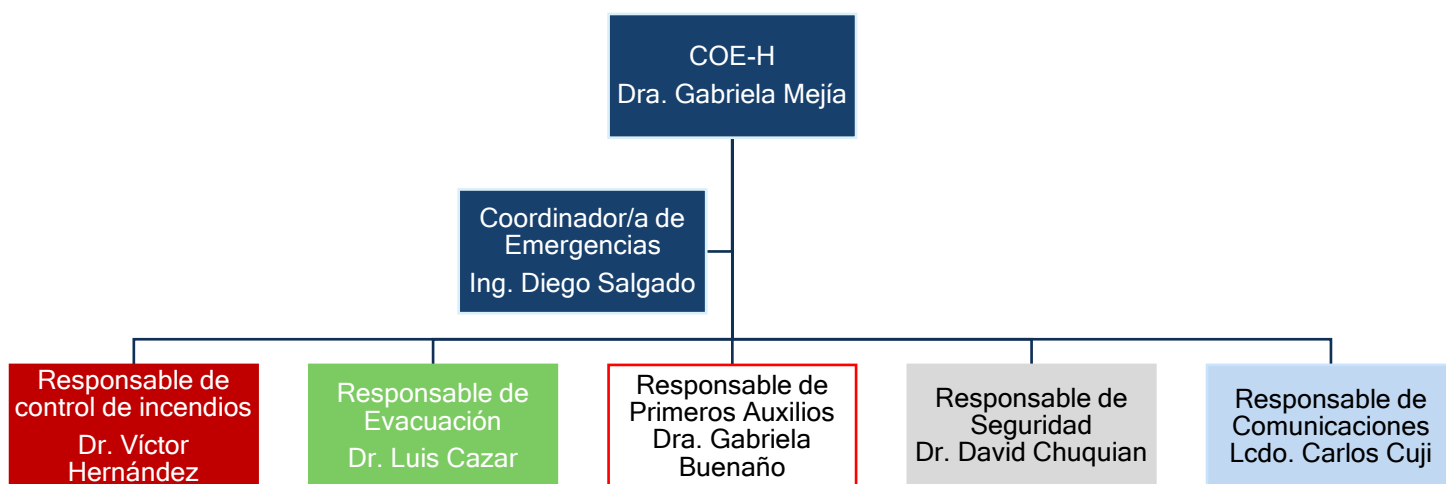 COE-H
Dra. Gabriela Mejía
Coordinador/a de
Emergencias
Ing. Diego Salgado
Responsable de
control de incendios
Dr. Víctor
Hernández
Responsable de
Evacuación
Dr. Luis Cazar
Responsable de
Primeros Auxilios
Dra. Gabriela
Buenaño
Responsable de
Seguridad
Dr. David Chuquian
Responsable de
Comunicaciones
Lcdo. Carlos Cuji